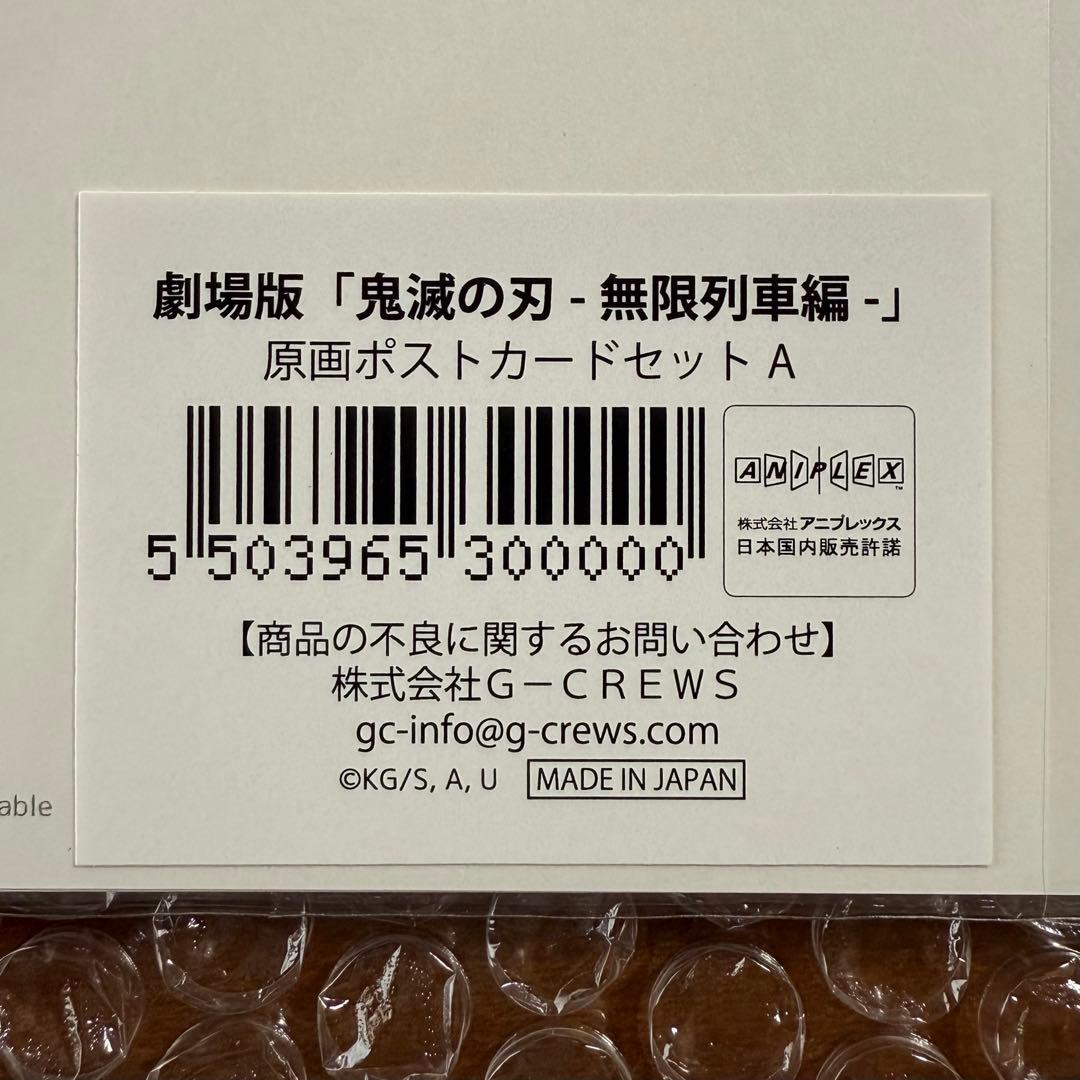 劇場版「鬼滅の刃 - 無限列車編 -」
原画ポストカードセット A
5 503965 300000
ANIPLEX™
株式会社アニプレックス
日本国内販売許諾
【商品の不良に関するお問い合わせ】
株式会社Ｇ－ＣＲＥＷＳ
gc-info@g-crews.com
©KG/S, A, U MADE IN JAPAN
able